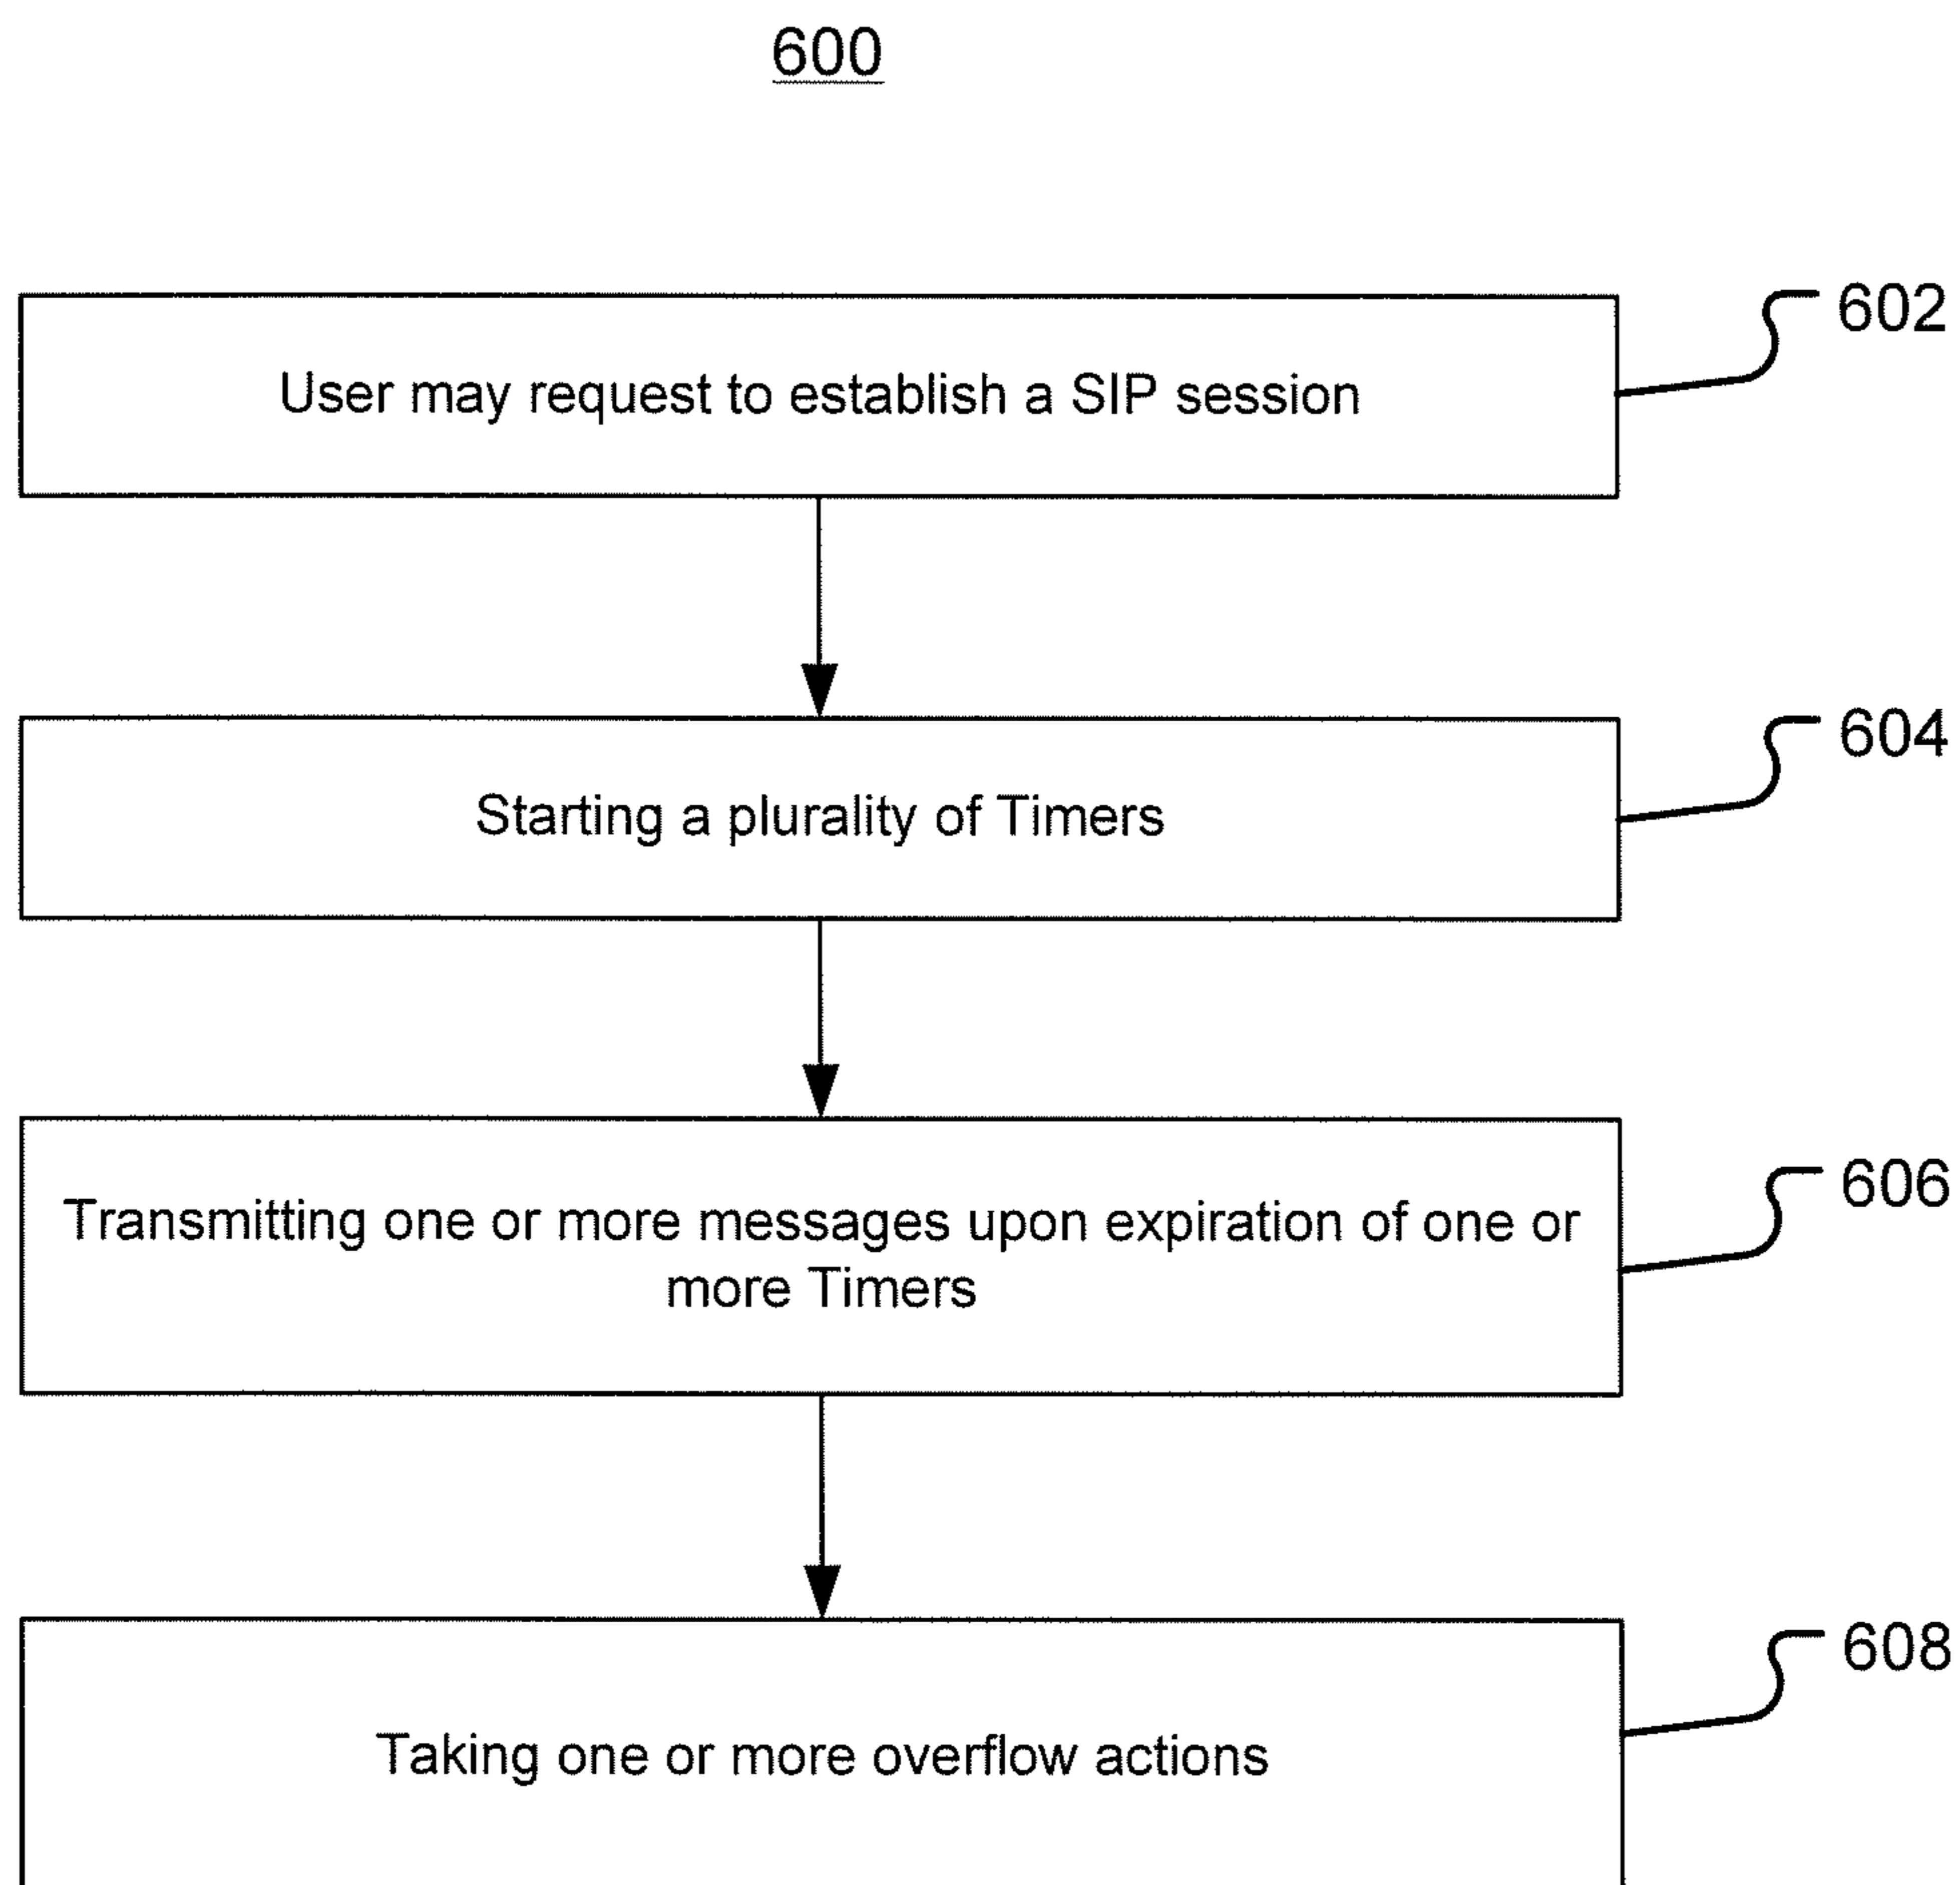 600
602
User may request to establish a SIP session
604
Starting a plurality of Timers
606
Transmitting one or more messages upon expiration of one or
more Timers
608
Taking one or more overflow actions